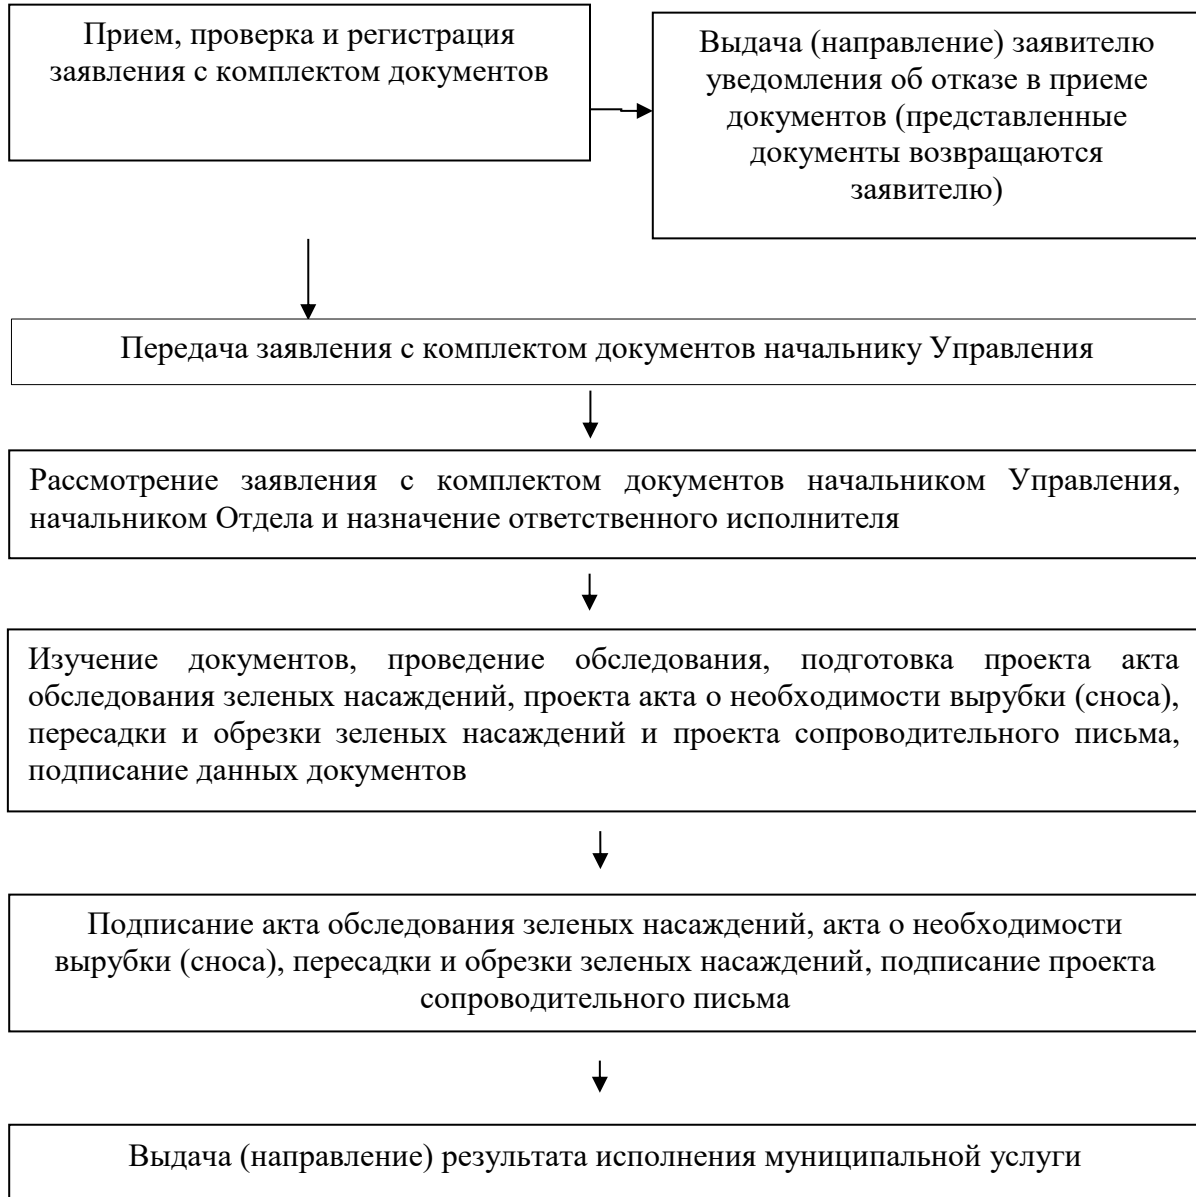 Прием, проверка и регистрация
заявления с комплектом документов
Выдача (направление) заявителю
уведомления об отказе в приеме
документов (представленные
документы возвращаются
заявителю)
Передача заявления с комплектом документов начальнику Управления
Рассмотрение заявления с комплектом документов начальником Управления,
начальником Отдела и назначение ответственного исполнителя
Изучение документов, проведение обследования, подготовка проекта акта
обследования зеленых насаждений, проекта акта о необходимости вырубки (сноса),
пересадки и обрезки зеленых насаждений и проекта сопроводительного письма,
подписание данных документов
Подписание акта обследования зеленых насаждений, акта о необходимости
вырубки (сноса), пересадки и обрезки зеленых насаждений, подписание проекта
сопроводительного письма
Выдача (направление) результата исполнения муниципальной услуги